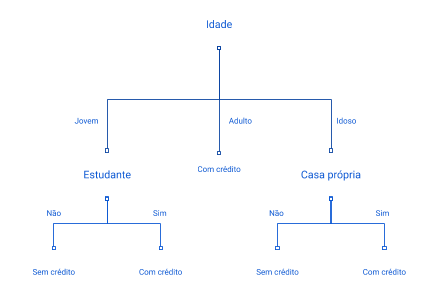 Idade
Jovem
Adulto
Idoso
Com crédito
Estudante
Casa própria
Não
Sim
Não
Sim
Sem crédito
Com crédito
Sem crédito
Com crédito